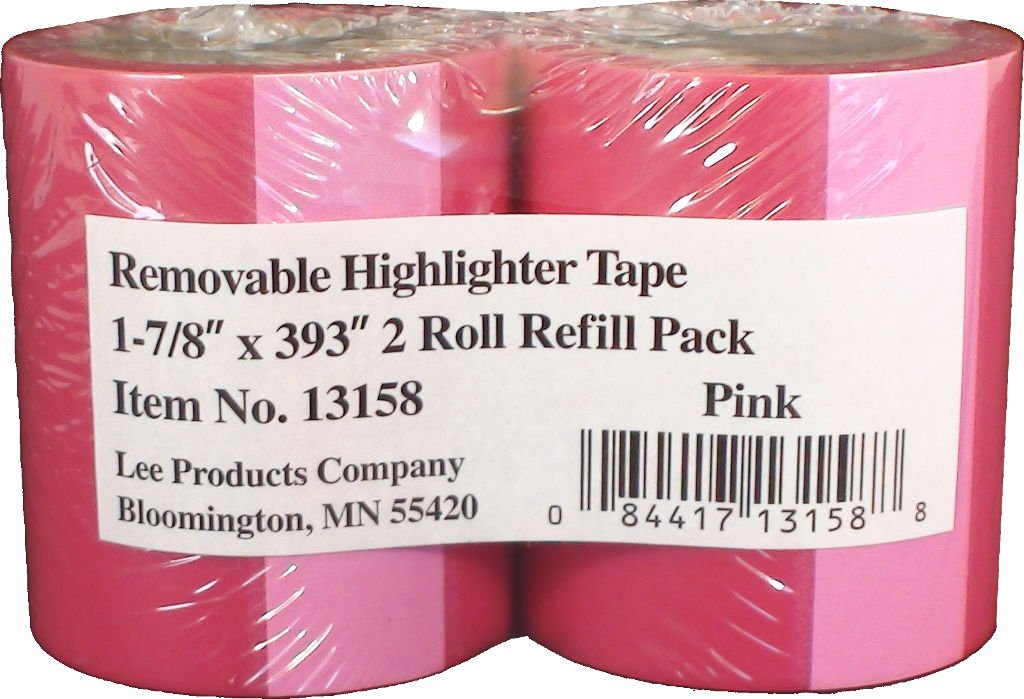 Removable Highlighter Tape
1-7/8" x 393" 2 Roll Refill Pack
Item No. 13158
Pink
Lee Products Company
Bloomington, MN 55420
0 84417 13158 8